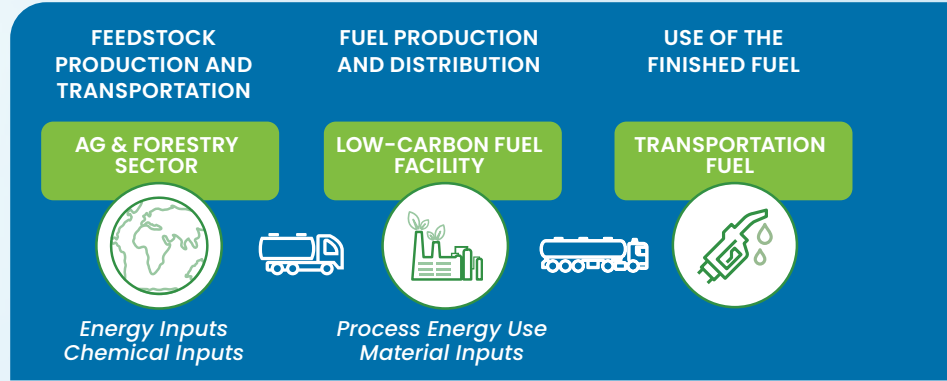 FEEDSTOCK
PRODUCTION AND
TRANSPORTATION
AG & FORESTRY
SECTOR
Energy Inputs
Chemical Inputs
FUEL PRODUCTION
AND DISTRIBUTION
LOW-CARBON FUEL
FACILITY
Process Energy Use
Material Inputs
USE OF THE
FINISHED FUEL
TRANSPORTATION
FUEL